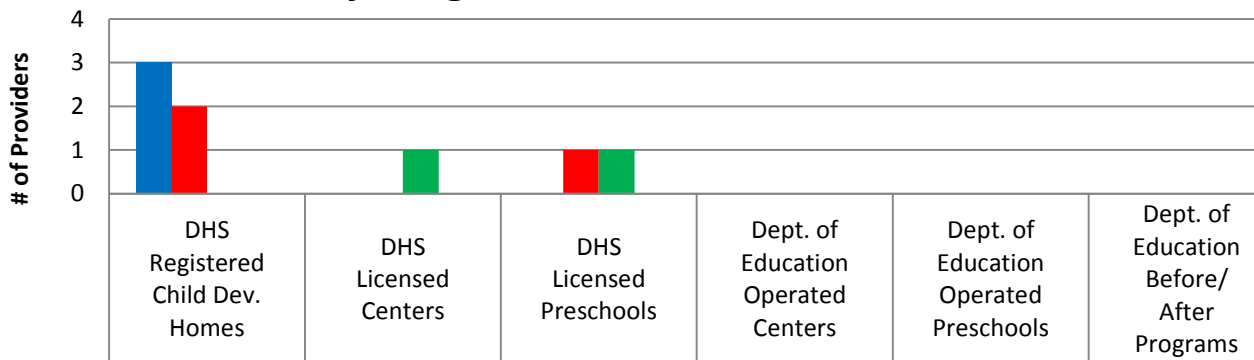 # of Providers
4
3
2
1
0
DHS
Registered
Child Dev.
Homes
DHS
Licensed
Centers
DHS
Licensed
Preschools
Dept. of
Education
Operated
Centers
Dept. of
Education
Operated
Preschools
Dept. of
Education
Before/
After
Programs